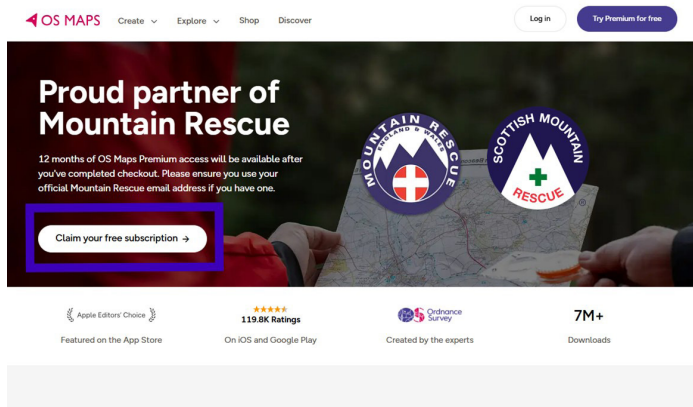 OS MAPS Create Explore Shop Discover Log in Try Premium for free
Proud partner of
Mountain Rescue
12 months of OS Maps Premium access will be available after
you've completed checkout. Please ensure you use your
official Mountain Rescue email address if you have one.
Claim your free subscription →
MOUNTAIN RESCUE
ENGLAND & WALES
SCOTTISH MOUNTAIN
RESCUE
Apple Editors' Choice
Featured on the App Store
119.8K Ratings
On iOS and Google Play
Ordnance
Survey
Created by the experts
7M+
Downloads